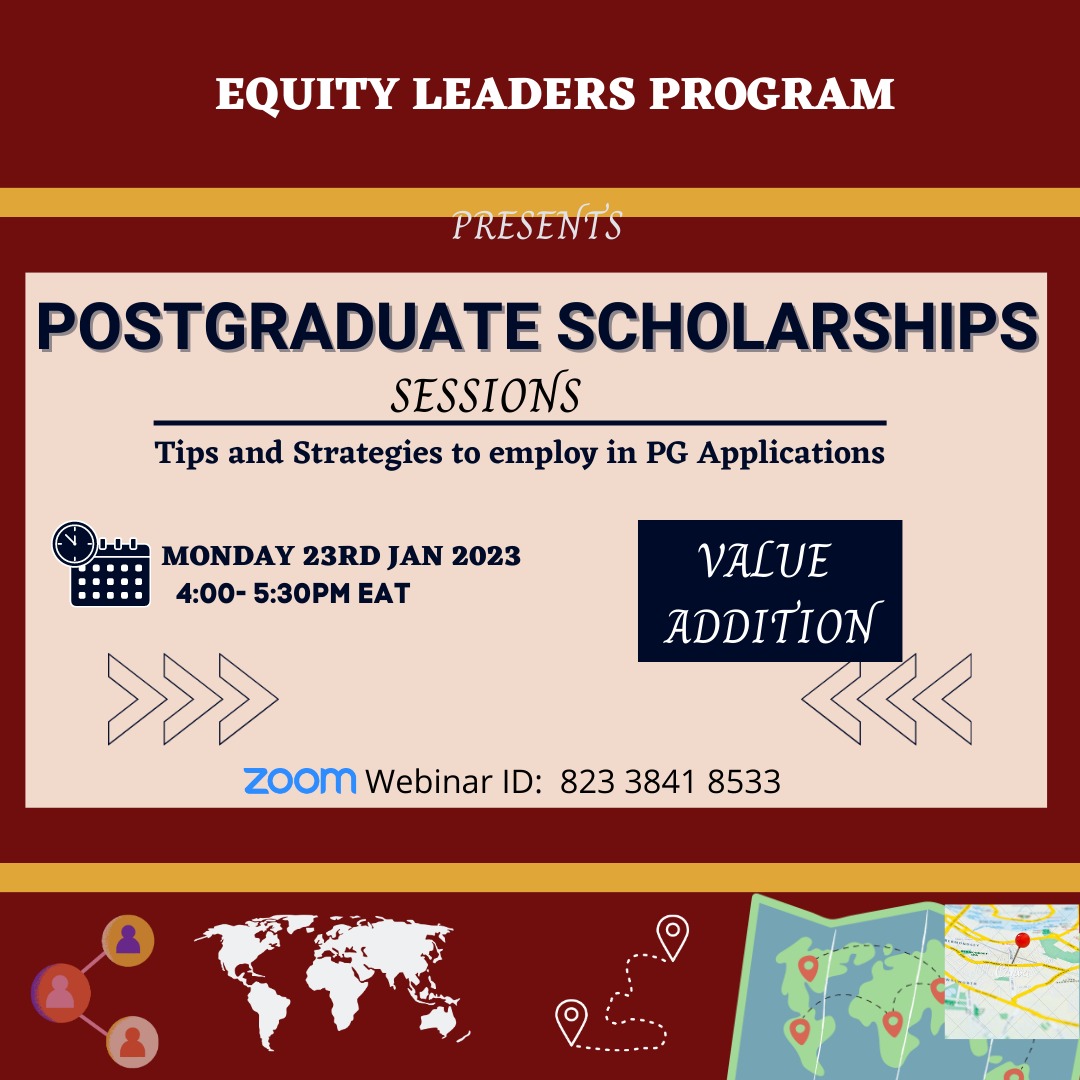 EQUITY LEADERS PROGRAM
PRESENTS
POSTGRADUATE SCHOLARSHIPS
SESSIONS
Tips and Strategies to employ in PG Applications
MONDAY 23RD JAN 2023
4:00- 5:30PM EAT
VALUE
ADDITION
zoom Webinar ID: 823 3841 8533